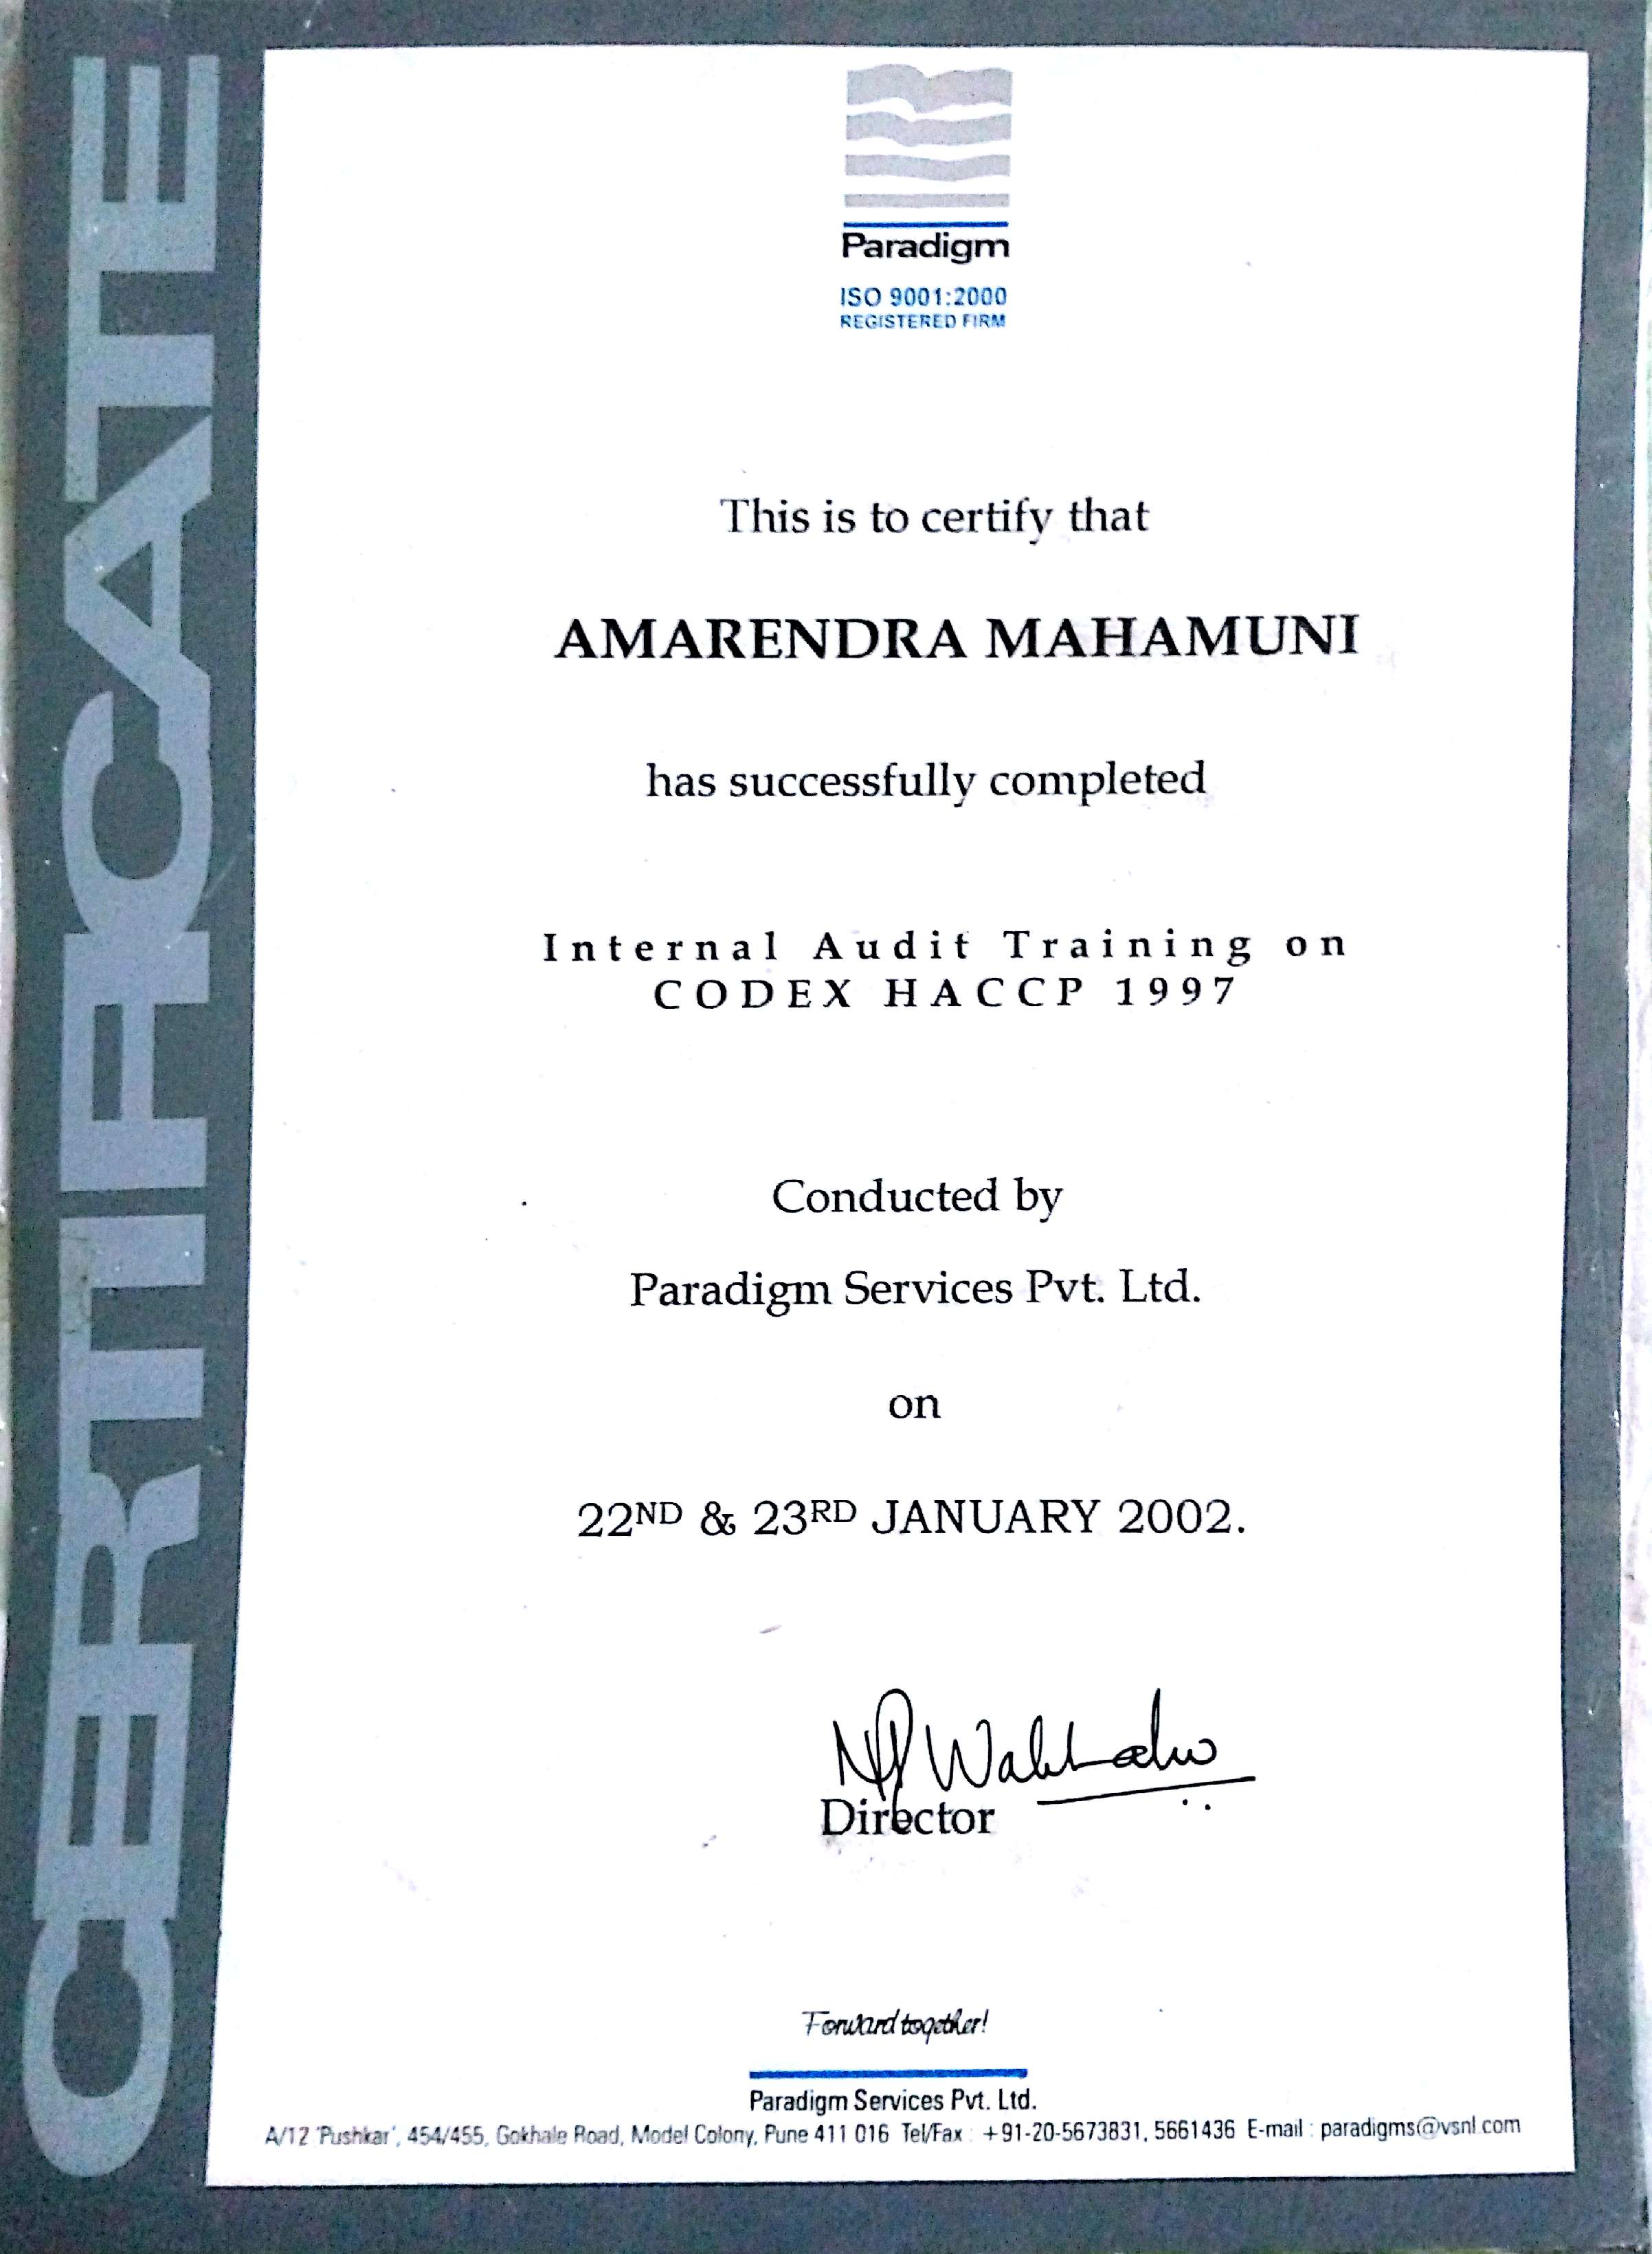 CERTIFICATE
Paradigm
ISO 9001:2000
REGISTERED FIRM
This is to certify that
AMARENDRA MAHAMUNI
has successfully completed
Internal Audit Training on
CODEX HACCP 1997
Conducted by
Paradigm Services Pvt. Ltd.
on
22ND & 23RD JANUARY 2002.
Director
Forward together!
Paradigm Services Pvt. Ltd.
A/12 'Pushkar', 454/455, Gokhale Road, Model Colony, Pune 411 016 Tel/Fax : +91-20-5673831, 5661436 E-mail : paradigms@vsnl.com